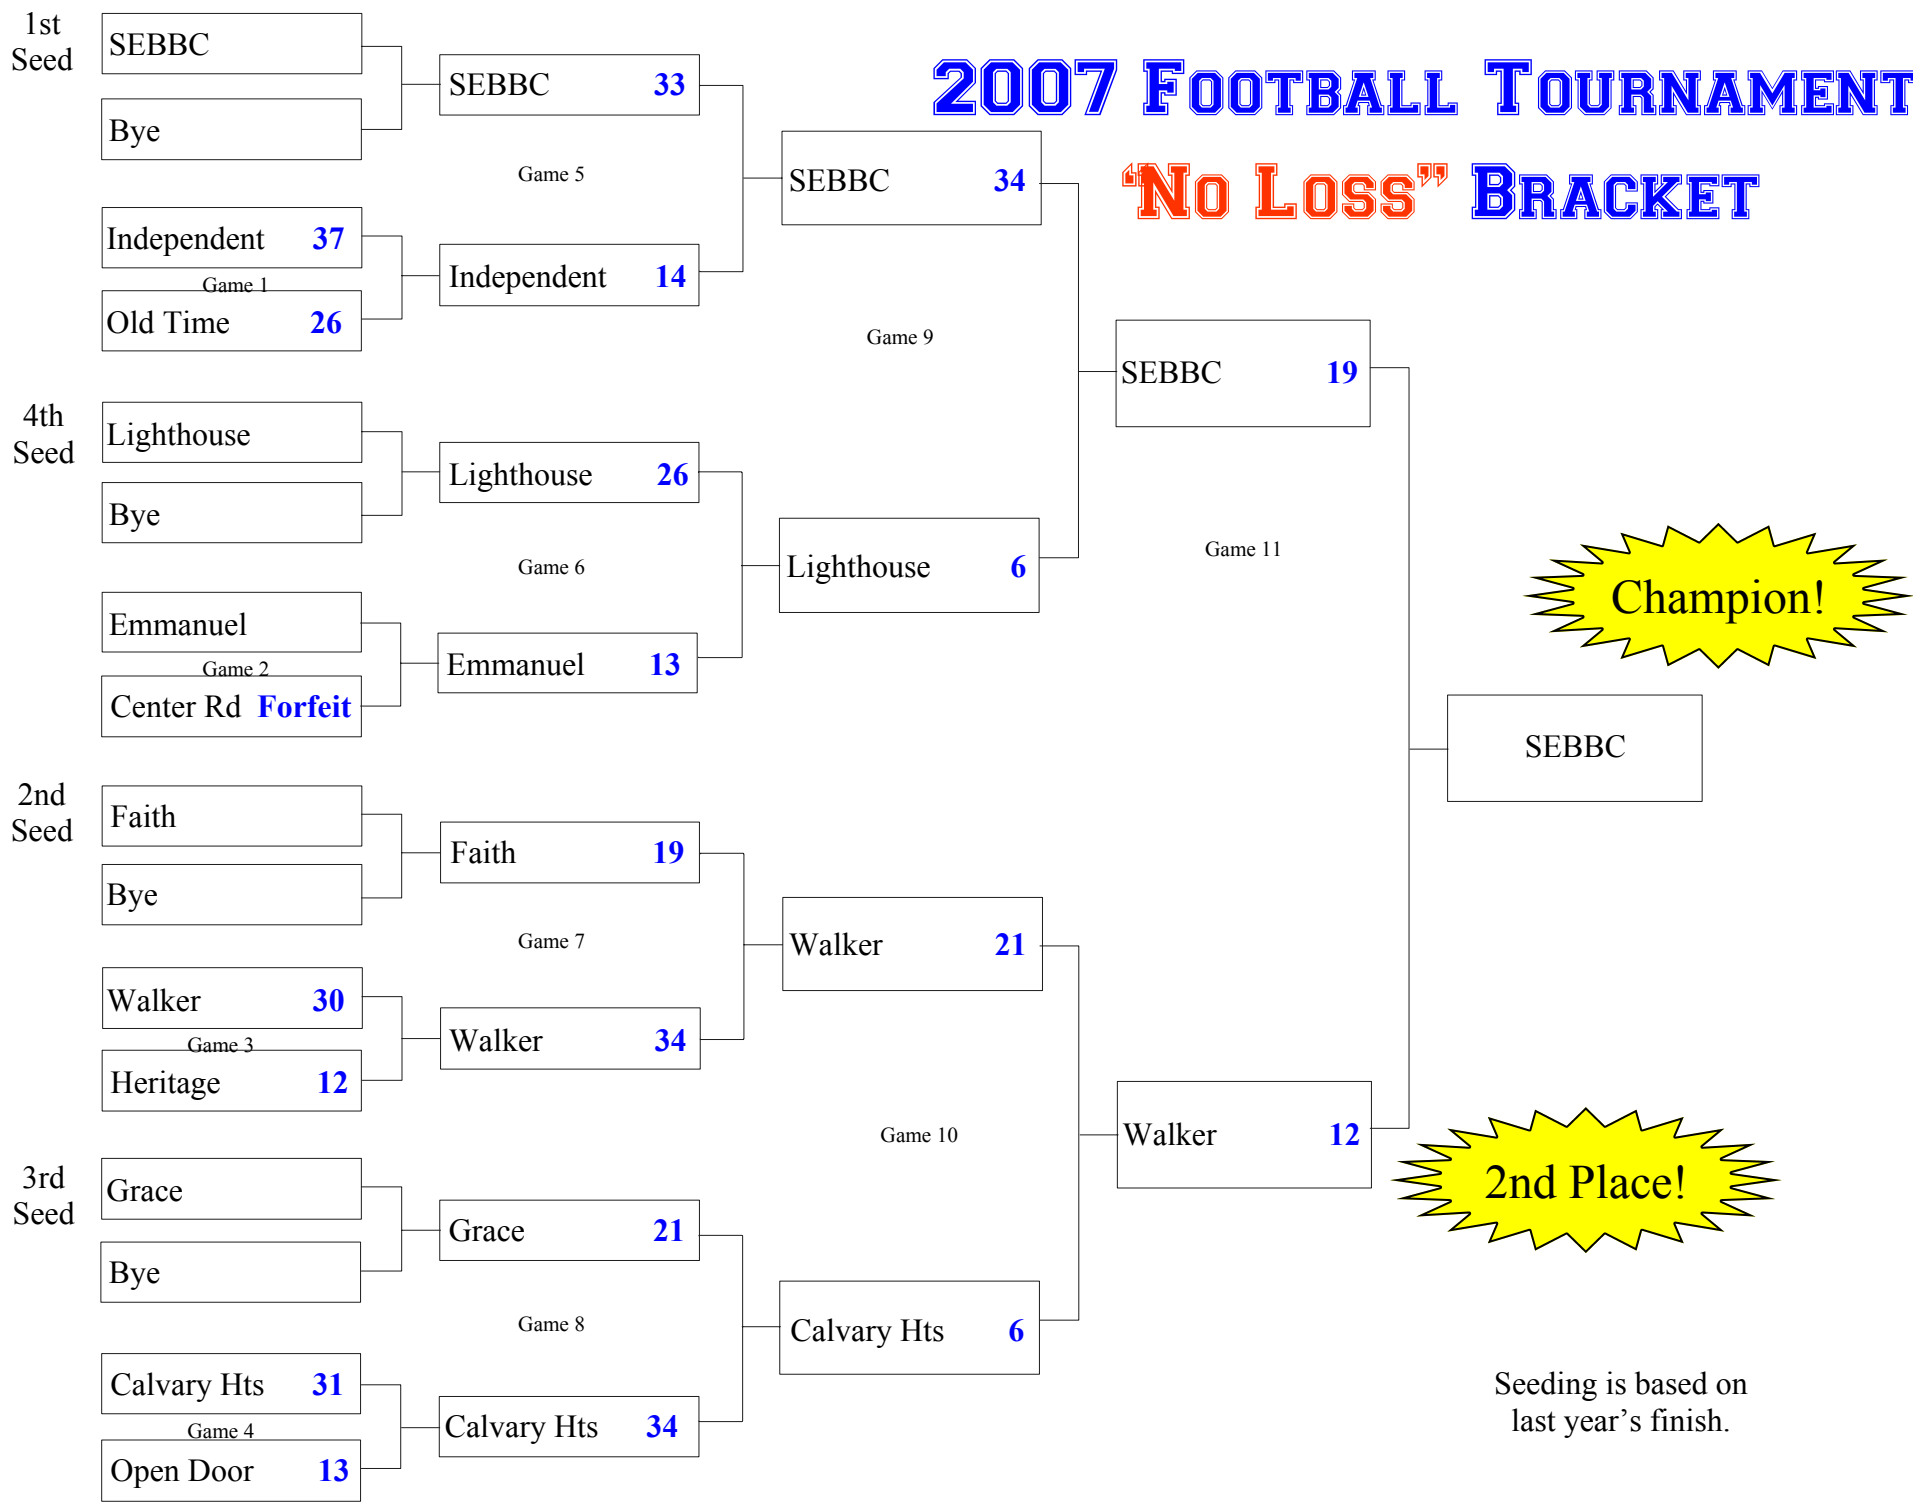 2007 Football Tournament
“No Loss” Bracket
1st
Seed
SEBBC
Bye
SEBBC 33
Game 5
Independent 37
Game 1
Old Time 26
Independent 14
SEBBC 34
Game 9
4th
Seed
Lighthouse
Bye
Lighthouse 26
Game 6
Emmanuel
Game 2
Center Rd Forfeit
Emmanuel 13
Lighthouse 6
SEBBC 19
Game 11
Champion!
SEBBC
2nd
Seed
Faith
Bye
Faith 19
Game 7
Walker 30
Game 3
Heritage 12
Walker 34
Walker 21
Game 10
3rd
Seed
Grace
Bye
Grace 21
Game 8
Calvary Hts 31
Game 4
Open Door 13
Calvary Hts 34
Calvary Hts 6
Walker 12
2nd Place!
Seeding is based on
last year’s finish.